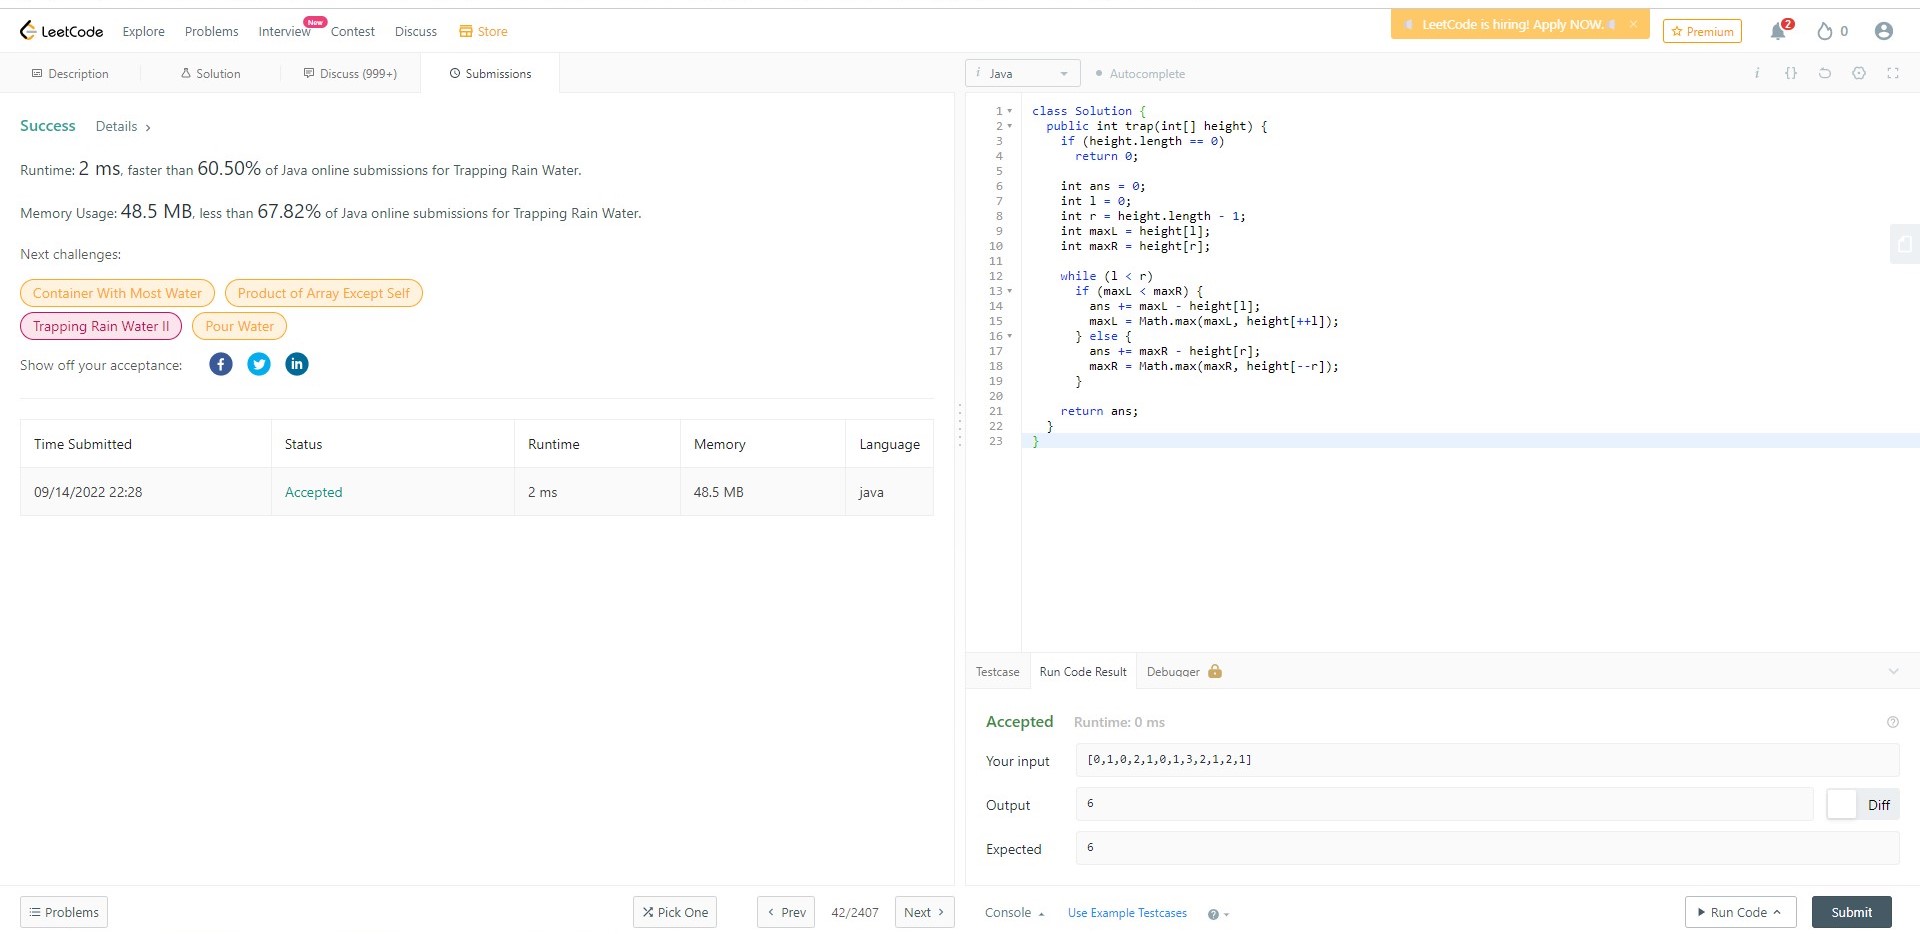 LeetCode Explore Problems Interview New Contest Discuss Store LeetCode is hiring! Apply NOW. × Premium 2 0
Description Solution Discuss (999+) Submissions
i Java Autocomplete i {}
Success Details >
Runtime: 2 ms, faster than 60.50% of Java online submissions for Trapping Rain Water.
Memory Usage: 48.5 MB, less than 67.82% of Java online submissions for Trapping Rain Water.
Next challenges:
Container With Most Water Product of Array Except Self
Trapping Rain Water II Pour Water
Show off your acceptance: f in
Time Submitted Status Runtime Memory Language
09/14/2022 22:28 Accepted 2 ms 48.5 MB java
1 class Solution {
2 public int trap(int[] height) {
3 if (height.length == 0)
4 return 0;
5
6 int ans = 0;
7 int l = 0;
8 int r = height.length - 1;
9 int maxL = height[l];
10 int maxR = height[r];
11
12 while (l < r)
13 if (maxL < maxR) {
14 ans += maxL - height[l];
15 maxL = Math.max(maxL, height[++l]);
16 } else {
17 ans += maxR - height[r];
18 maxR = Math.max(maxR, height[--r]);
19 }
20
21 return ans;
22 }
23 }
Testcase Run Code Result Debugger
Accepted Runtime: 0 ms ?
Your input [0,1,0,2,1,0,1,3,2,1,2,1]
Output 6 Diff
Expected 6
Problems Pick One < Prev 42/2407 Next >
Console Use Example Testcases ? Run Code Submit